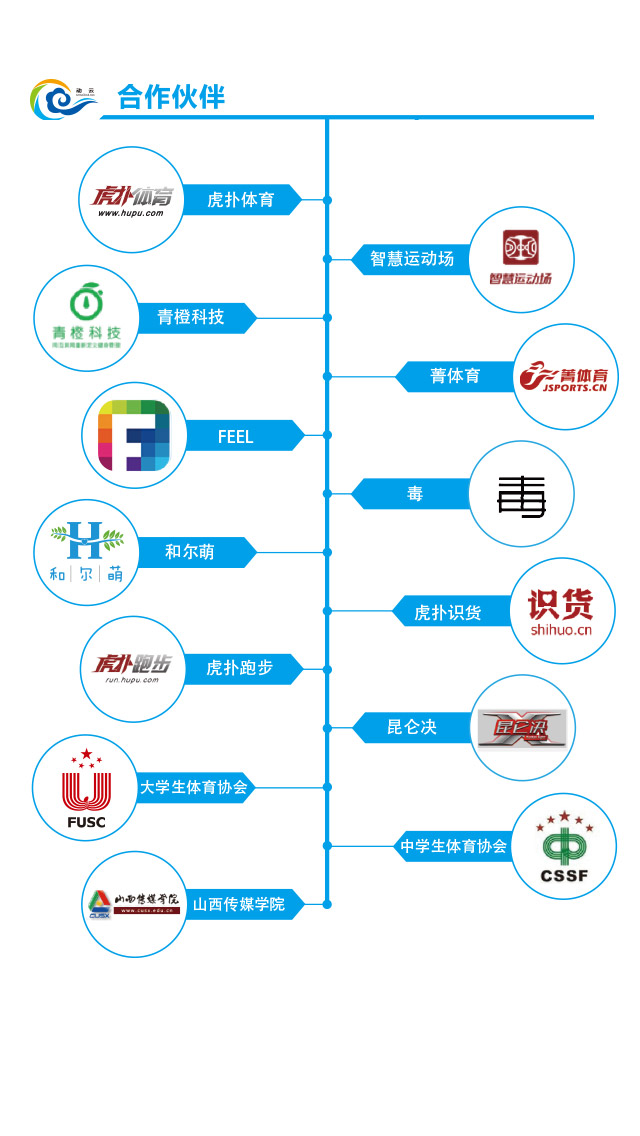 动云
合作伙伴
虎扑体育
www.hupu.com
虎扑体育
智慧运动场
智慧运动场
青橙科技
青橙科技
菁体育
菁体育
JSPORTS.CN
FEEL
毒
毒
和尔萌
和|尔|萌
虎扑识货
识货
shihuo.cn
虎扑跑步
run.hupu.com
虎扑跑步
昆仑决
昆仑决
大学生体育协会
FUSC
中学生体育协会
CSSF
山西传媒学院
www.cusx.edu.cn
CUSX
山西传媒学院